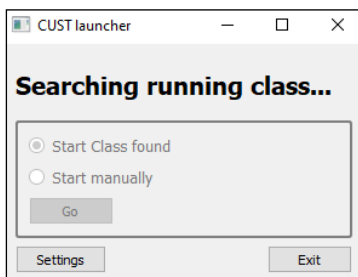 CUST launcher
Searching running class...
Start Class found
Start manually
Go
Settings Exit